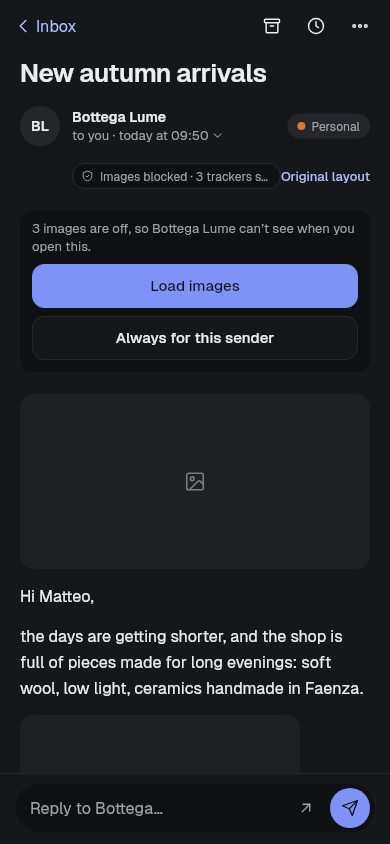 Inbox
New autumn arrivals
BL
Bottega Lume
to you · today at 09:50
Personal
Images blocked · 3 trackers s…
Original layout
3 images are off, so Bottega Lume can’t see when you
open this.
Load images
Always for this sender
Hi Matteo,
the days are getting shorter, and the shop is
full of pieces made for long evenings: soft
wool, low light, ceramics handmade in Faenza.
Reply to Bottega…